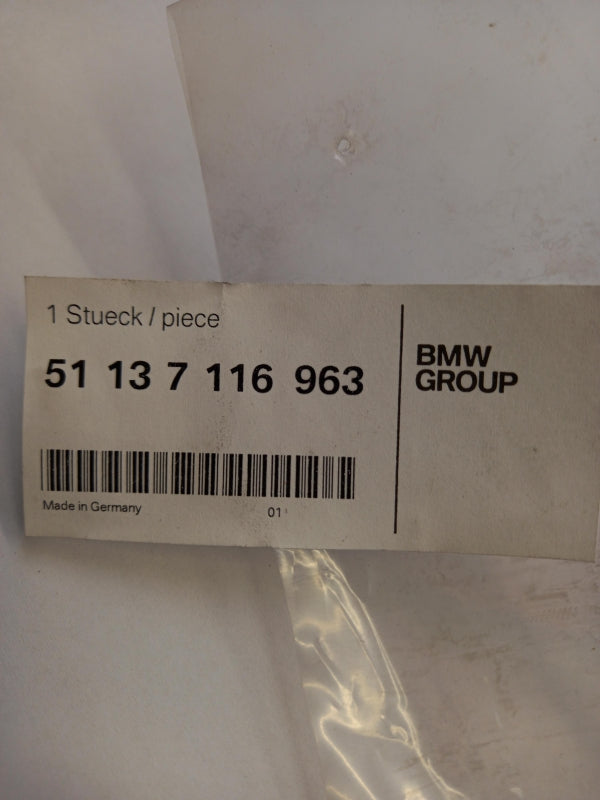 1 Stueck / piece
51 13 7 116 963
Made in Germany
01
BMW
GROUP